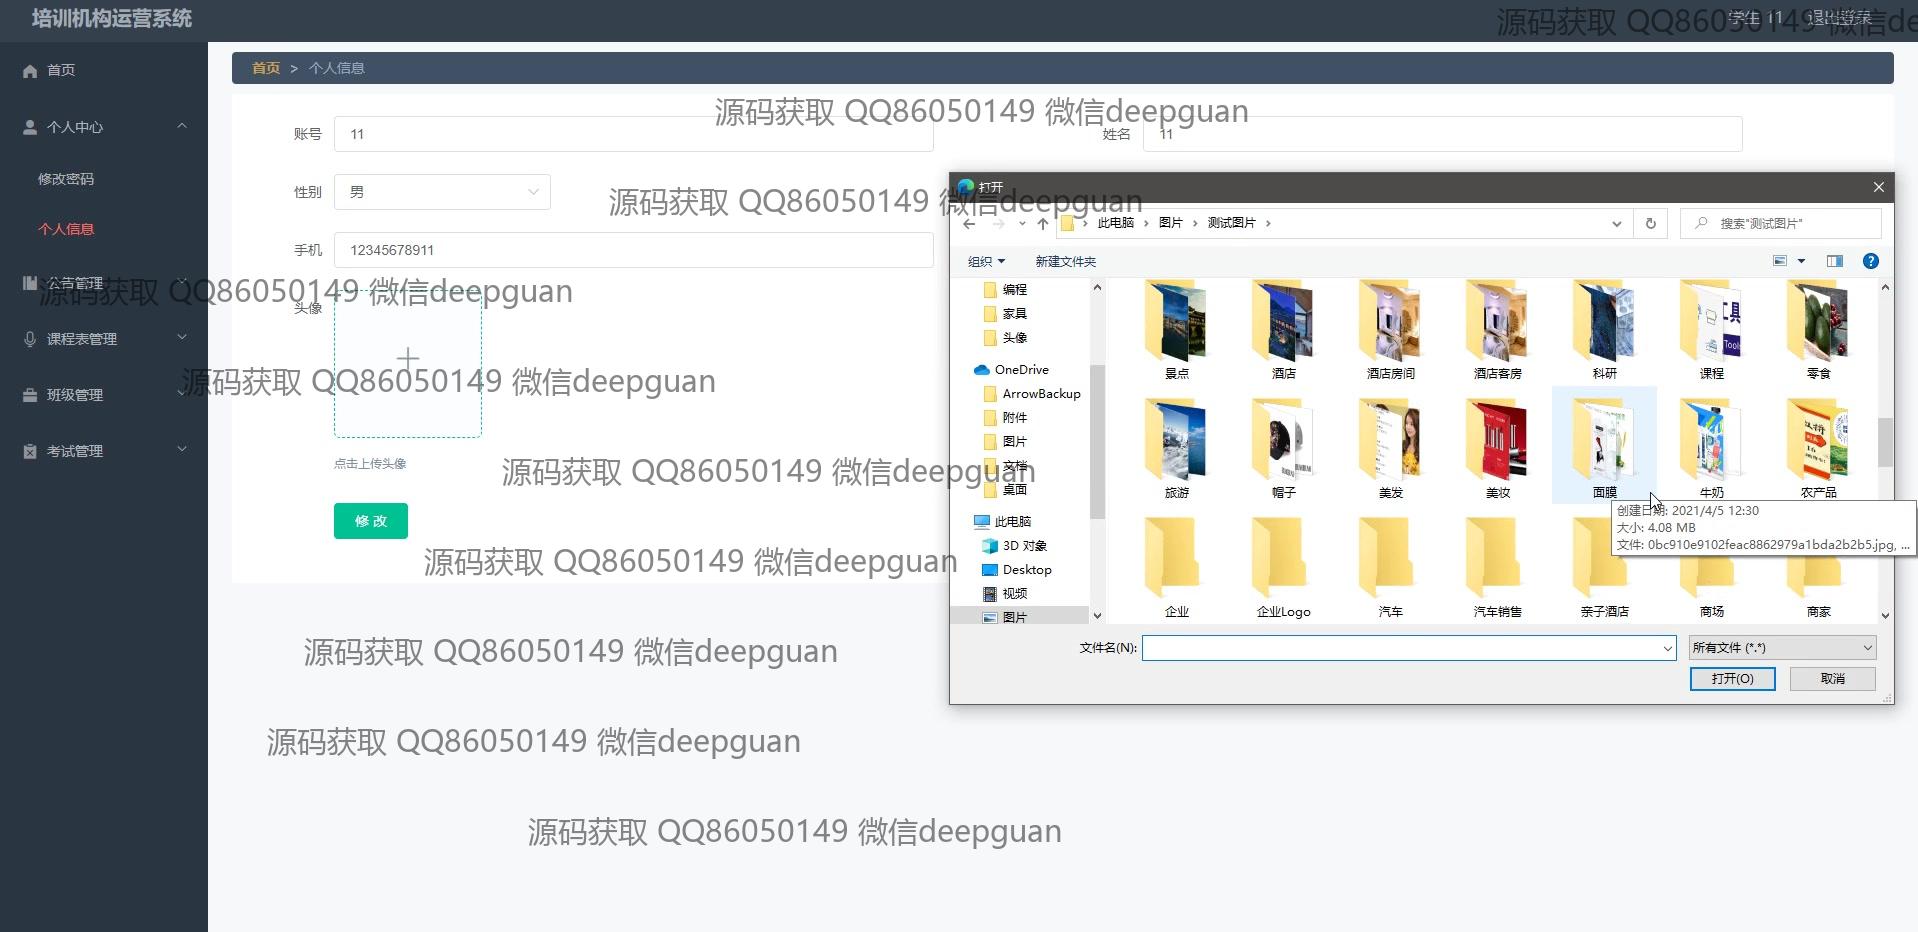 培训机构运营系统
学生 11
退出登录
源码获取 QQ86050149 微信de
首页
个人中心
修改密码
个人信息
公告管理
课程表管理
班级管理
考试管理
首页 > 个人信息
源码获取 QQ86050149 微信deepguan
账号 11
姓名 11
性别 男
源码获取 QQ86050149 微信deepguan
手机 12345678911
源码获取 QQ86050149 微信deepguan
头像
源码获取 QQ86050149 微信deepguan
点击上传头像
源码获取 QQ86050149 微信deepguan
修改
源码获取 QQ86050149 微信deepguan
源码获取 QQ86050149 微信deepguan
源码获取 QQ86050149 微信deepguan
源码获取 QQ86050149 微信deepguan
打开
此电脑 > 图片 > 测试图片 >
搜索"测试图片"
组织
新建文件夹
编程
家具
头像
OneDrive
ArrowBackup
附件
图片
文档
桌面
此电脑
3D 对象
Desktop
视频
图片
景点 酒店 酒店房间 酒店客房 科研 课程 零食
旅游 帽子 美发 美妆 面膜 牛奶 农产品
创建日期: 2021/4/5 12:30
大小: 4.08 MB
文件: 0bc910e9102feac8862979a1bda2b2b5.jpg, ...
企业 企业Logo 汽车 汽车销售 亲子酒店 商场 商家
文件名(N):
所有文件 (*.*)
打开(O)
取消